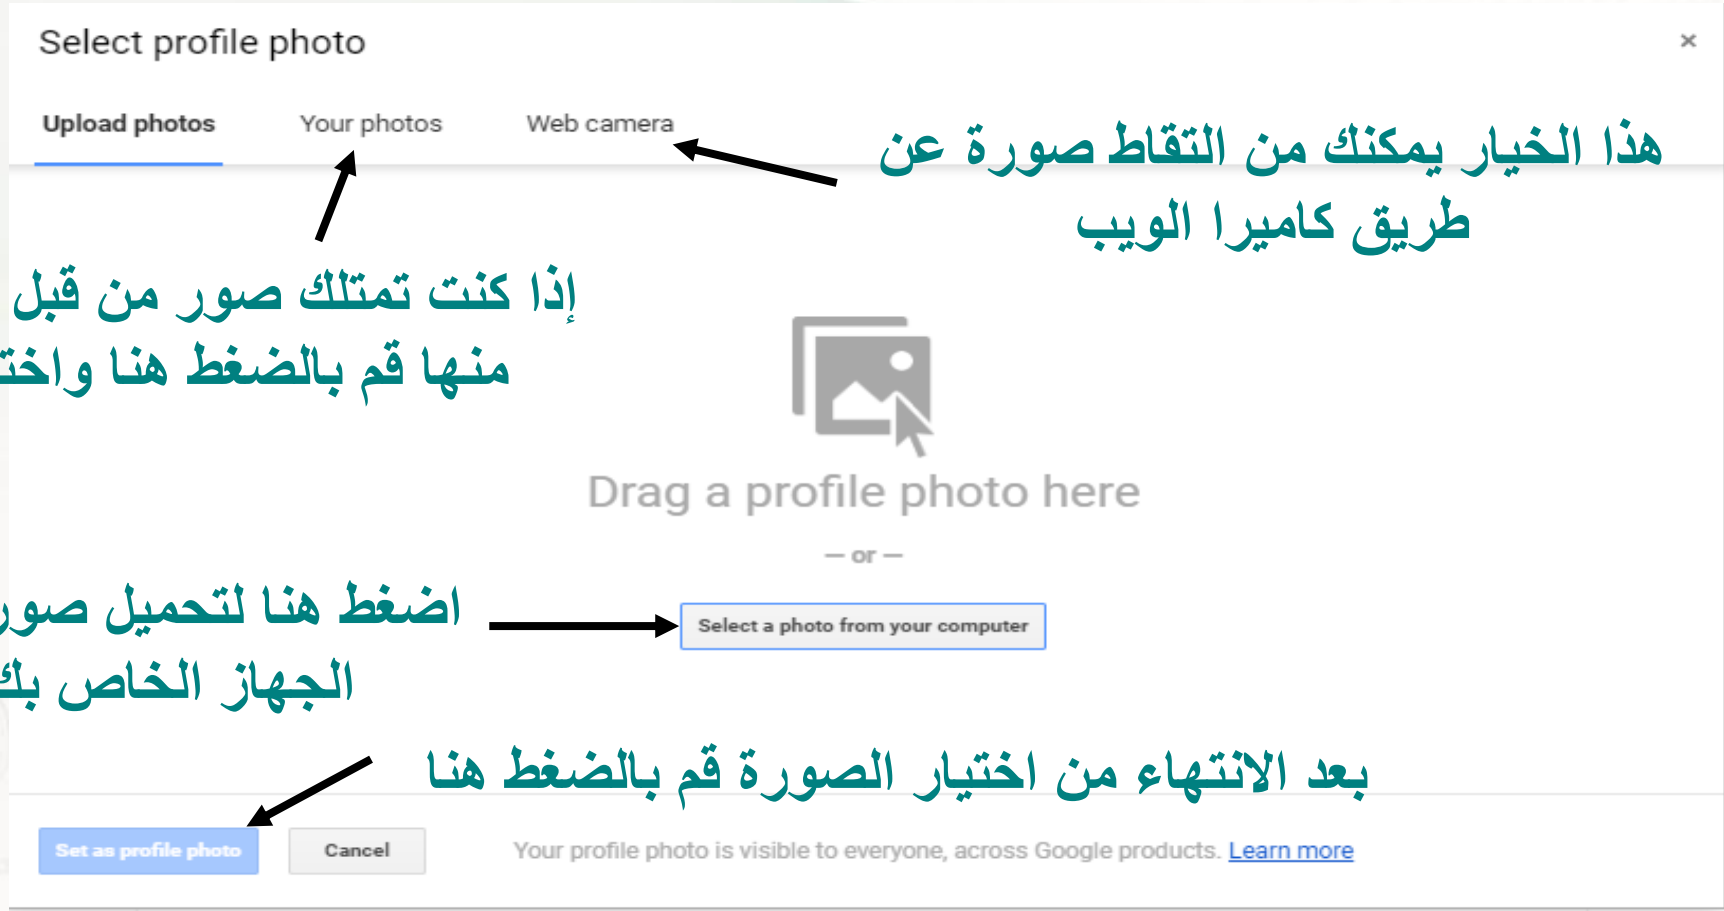 Select profile photo
×
Upload photos Your photos Web camera
هذا الخيار يمكنك من التقاط صورة عن
طريق كاميرا الويب
إذا كنت تمتلك صور من قبل
منها قم بالضغط هنا
Drag a profile photo here
— or —
اضغط هنا لتحميل
Select a photo from your computer
الجهاز الخاص بك
بعد الانتهاء من اختيار الصورة قم بالضغط هنا
Set as profile photo Cancel Your profile photo is visible to everyone, across Google products. Learn more